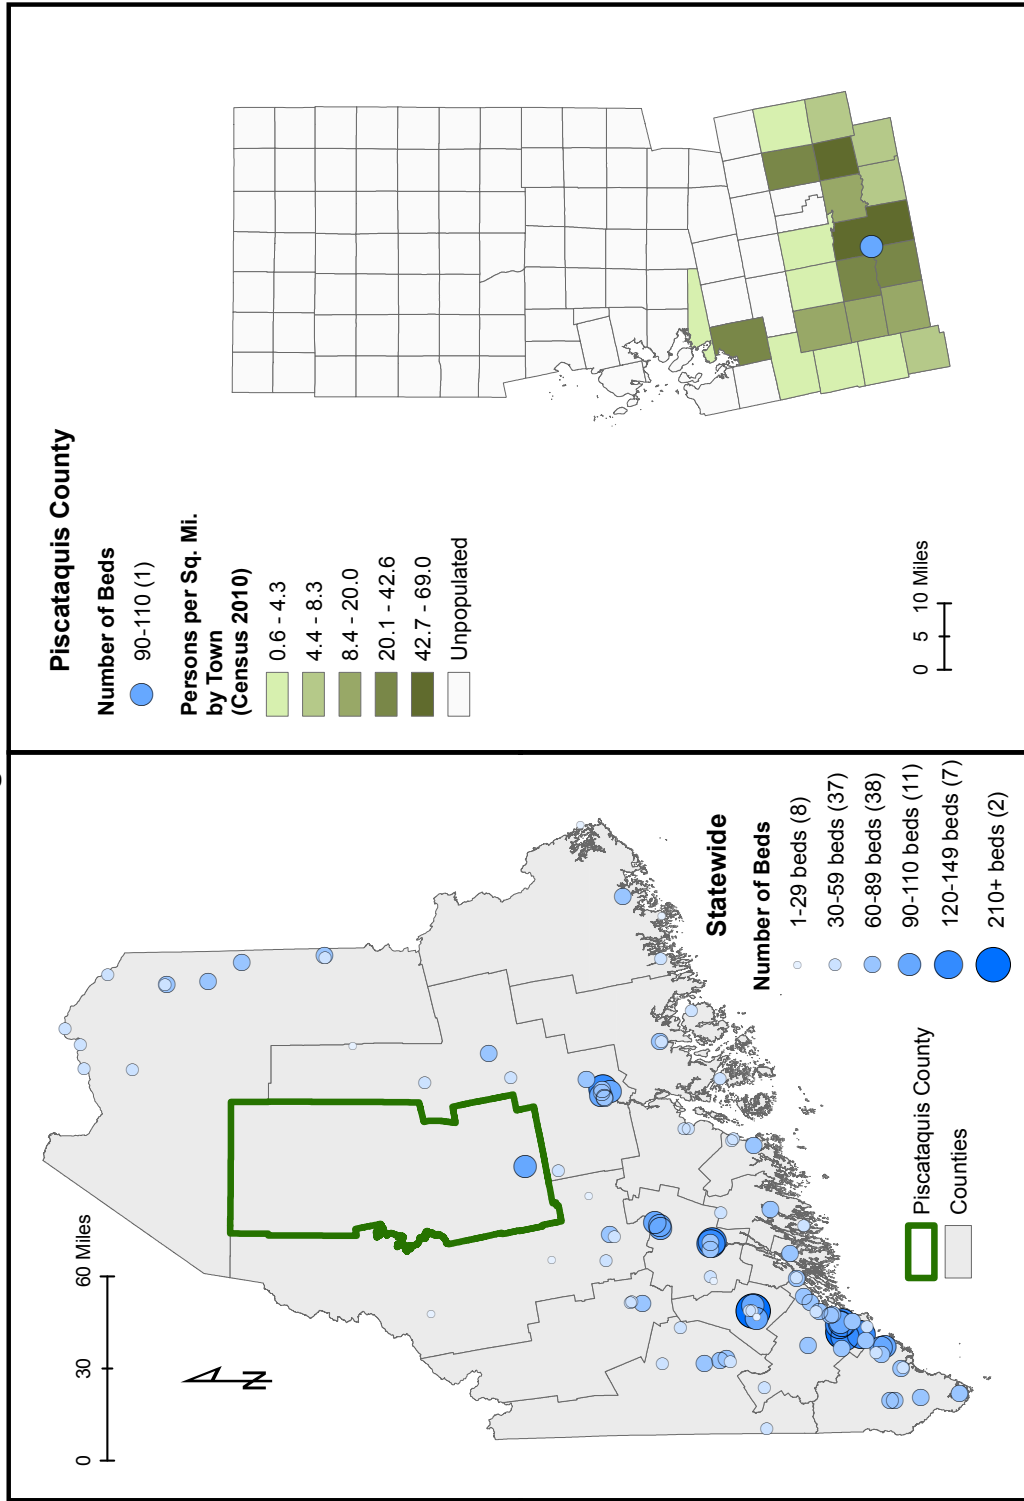 Piscataquis County
Number of Beds
90-110 (1)
Persons per Sq. Mi.
by Town
(Census 2010)
0.6 - 4.3
4.4 - 8.3
8.4 - 20.0
20.1 - 42.6
42.7 - 69.0
Unpopulated
0 5 10 Miles
0 30 60 Miles
N
Statewide
Number of Beds
1-29 beds (8)
30-59 beds (37)
60-89 beds (38)
90-110 beds (11)
120-149 beds (7)
210+ beds (2)
Piscataquis County
Counties